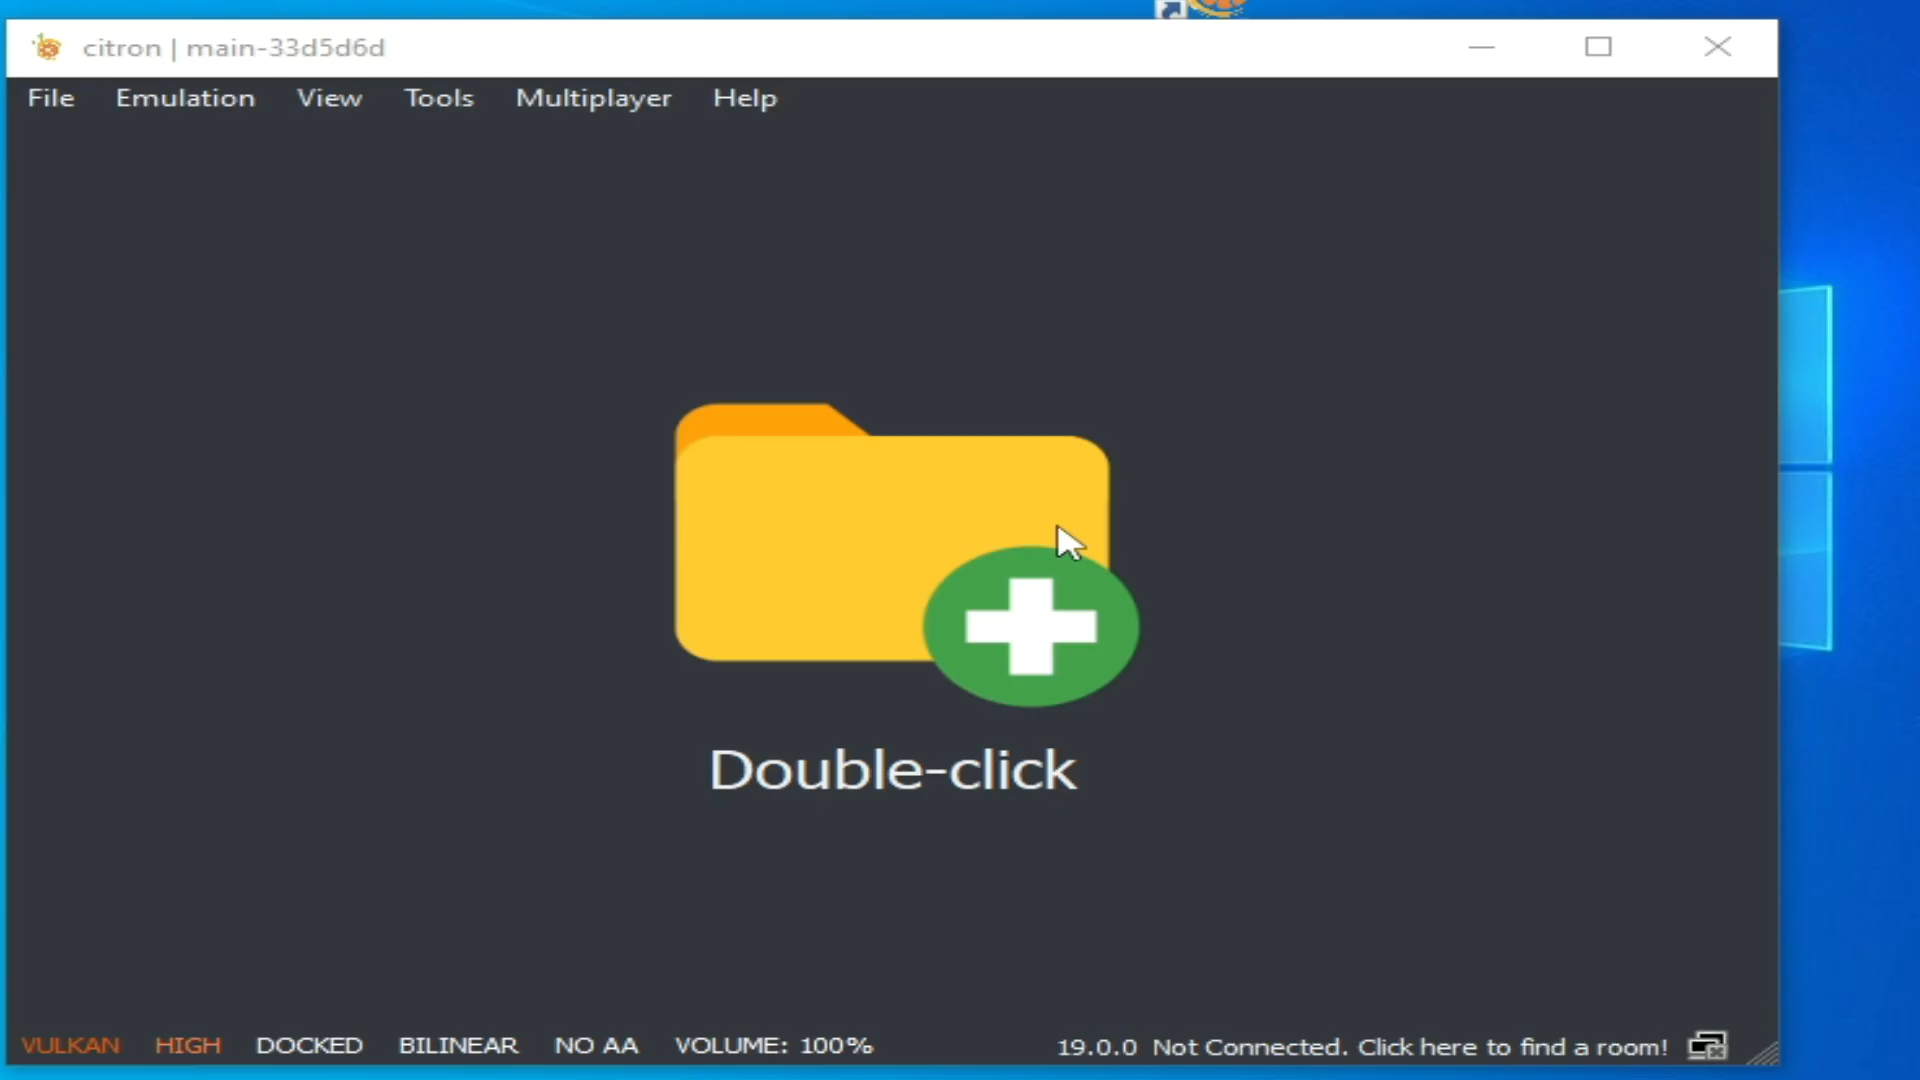 citron | main-33d5d6d
File Emulation View Tools Multiplayer Help
Double-click
VULKAN HIGH DOCKED BILINEAR NO AA VOLUME: 100% 19.0.0 Not Connected. Click here to find a room!